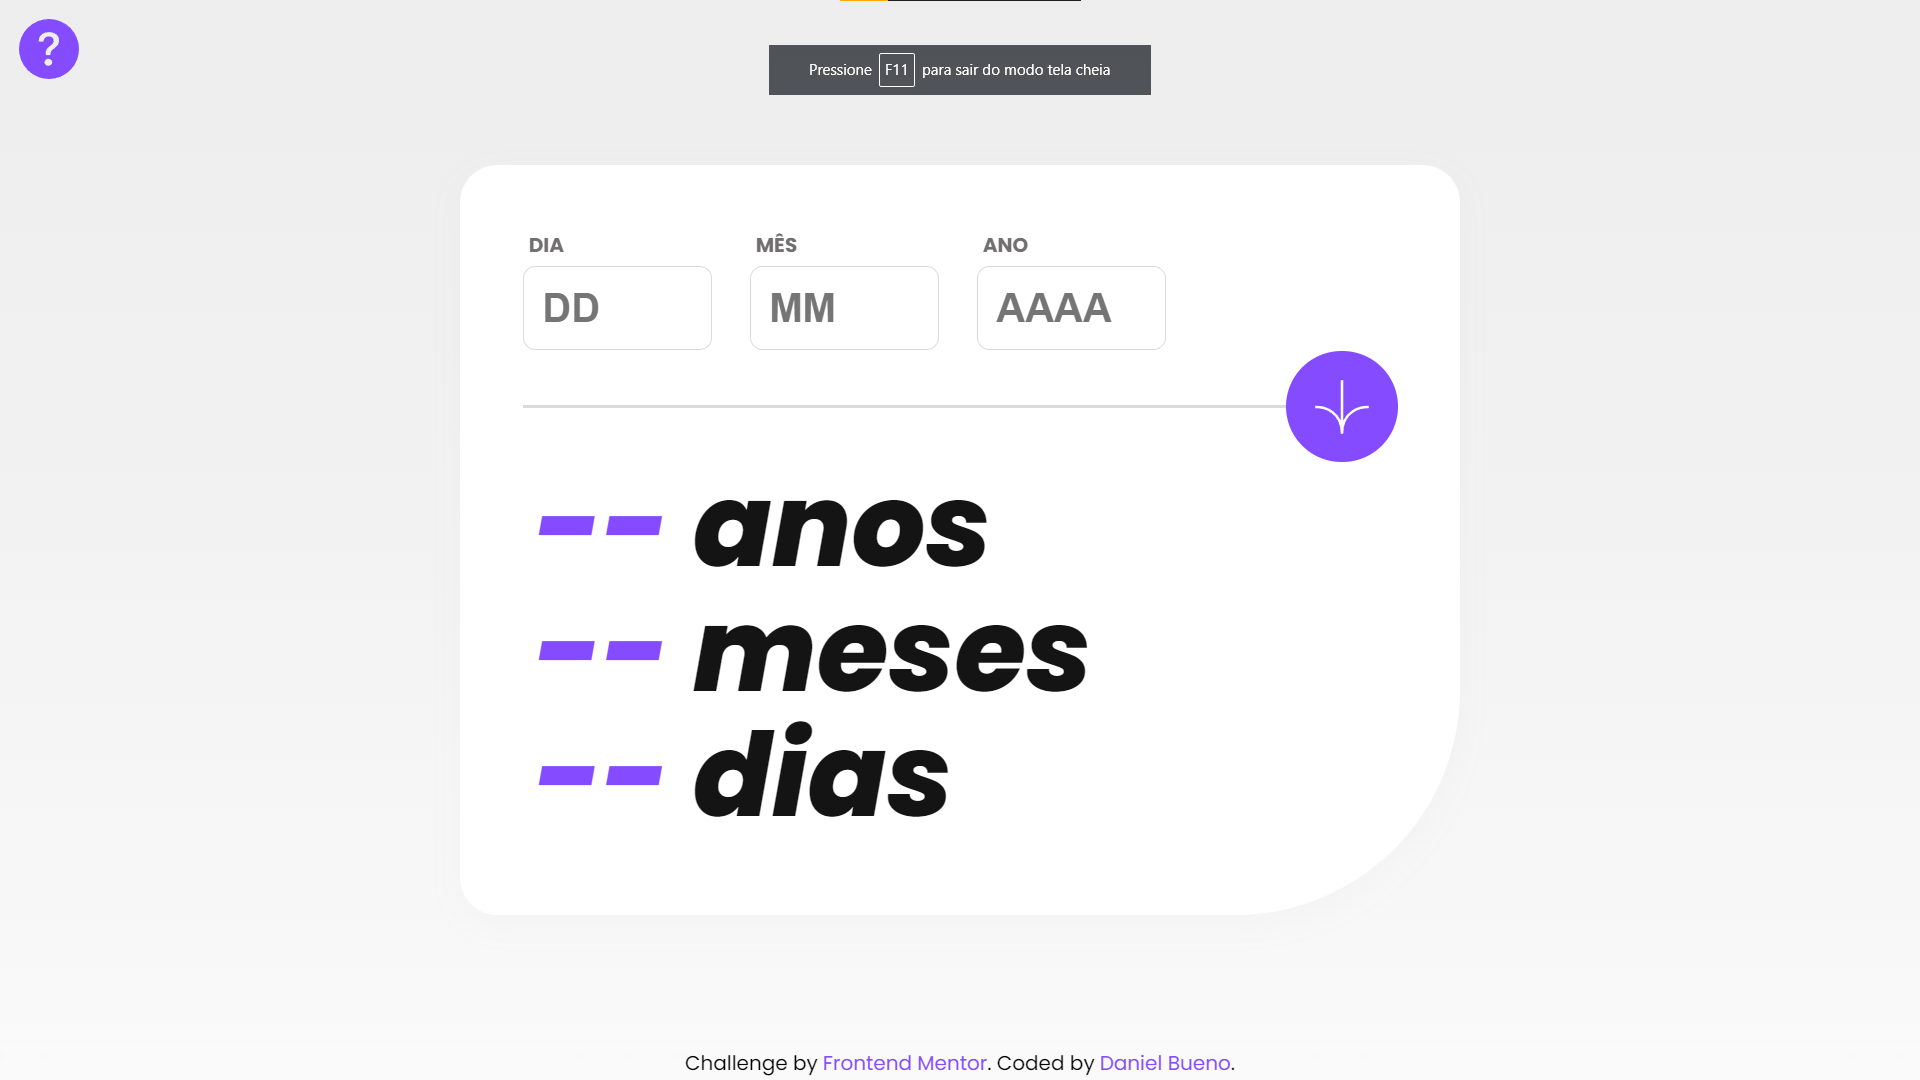 ?
Pressione F11 para sair do modo tela cheia
DIA MÊS ANO
DD MM AAAA
-- anos
-- meses
-- dias
Challenge by Frontend Mentor. Coded by Daniel Bueno.